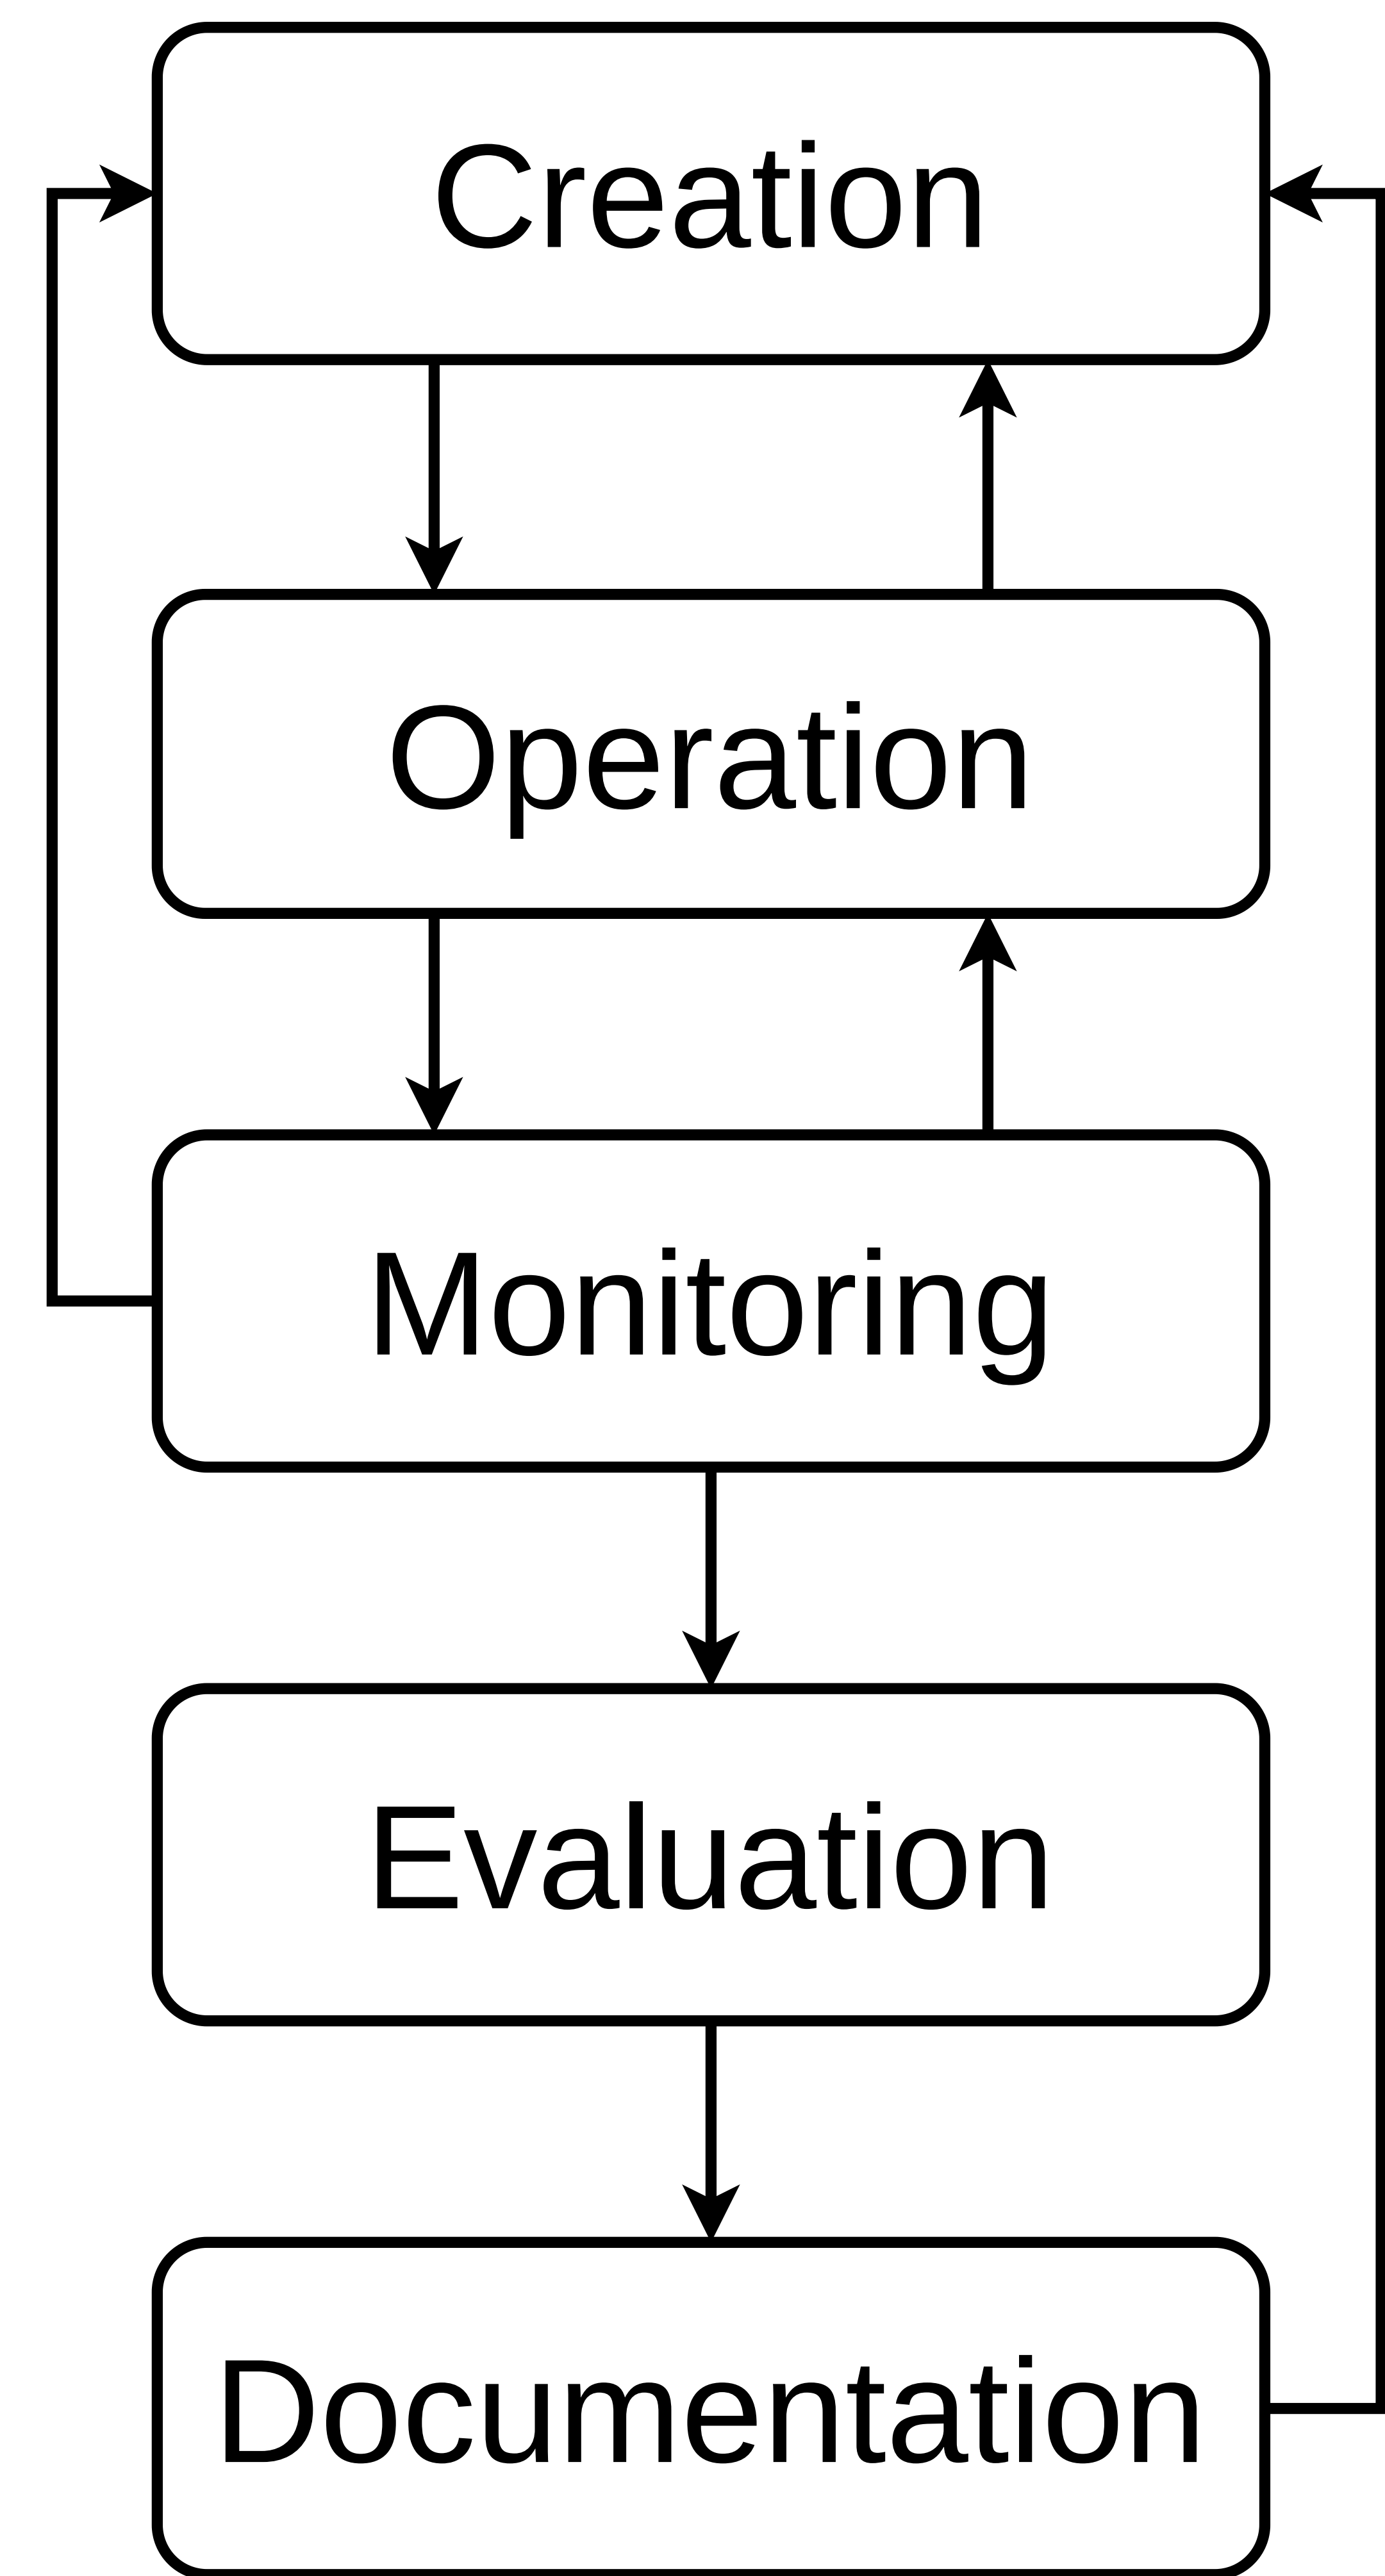 Creation
Operation
Monitoring
Evaluation
Documentation